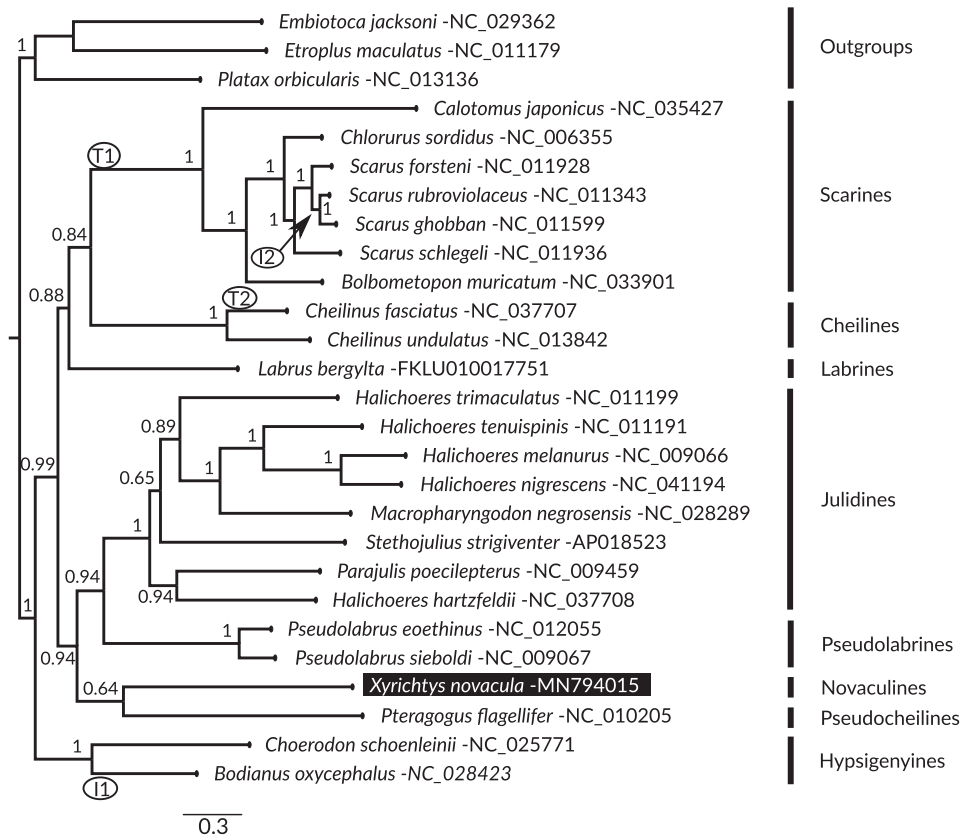 Embiotoca jacksoni -NC_029362
1
Etroplus maculatus -NC_011179
Outgroups
Platax orbicularis -NC_013136
Calotomus japonicus -NC_035427
Chlorurus sordidus -NC_006355
T1
1
1
Scarus forsteni -NC_011928
1
Scarus rubroviolaceus -NC_011343
Scarines
1
1
1
Scarus ghobban -NC_011599
0.84
I2
Scarus schlegeli -NC_011936
Bolbometopon muricatum -NC_033901
0.88
T2
1
Cheilinus fasciatus -NC_037707
Cheilines
Cheilinus undulatus -NC_013842
Labrus bergylta -FKLU010017751
Labrines
Halichoeres trimaculatus -NC_011199
0.89
1
Halichoeres tenuispinis -NC_011191
0.99
1
Halichoeres melanurus -NC_009066
0.65
1
Halichoeres nigrescens -NC_041194
Julidines
Macropharyngodon negrosensis -NC_028289
1
Stethojulius strigiventer -AP018523
0.94
Parajulis poecilepterus -NC_009459
0.94
Halichoeres hartzfeldii -NC_037708
1
1
Pseudolabrus eoethinus -NC_012055
Pseudolabrines
0.94
Pseudolabrus sieboldi -NC_009067
0.64
Xyrichtys novacula -MN794015
Novaculines
Pteragogus flagellifer -NC_010205
Pseudocheilines
1
Choerodon schoenleinii -NC_025771
Hypsigenyines
Bodianus oxycephalus -NC_028423
I1
0.3